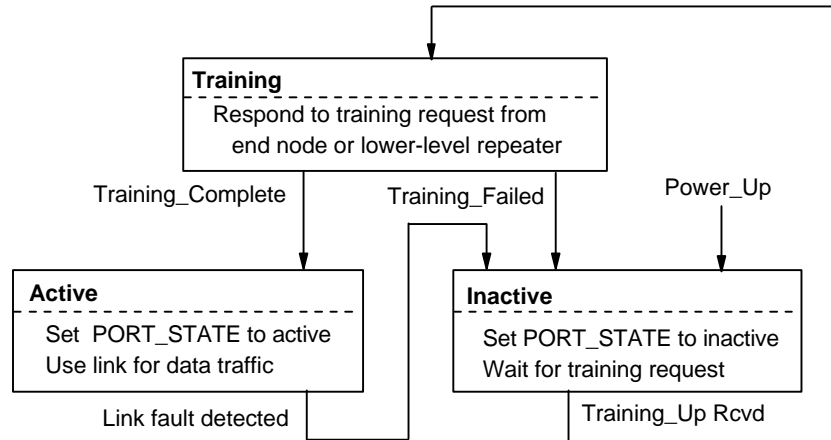 Training
Respond to training request from
end node or lower-level repeater
Training_Complete
Training_Failed
Power_Up
Active
Set PORT_STATE to active
Use link for data traffic
Inactive
Set PORT_STATE to inactive
Wait for training request
Link fault detected
Training_Up Rcvd